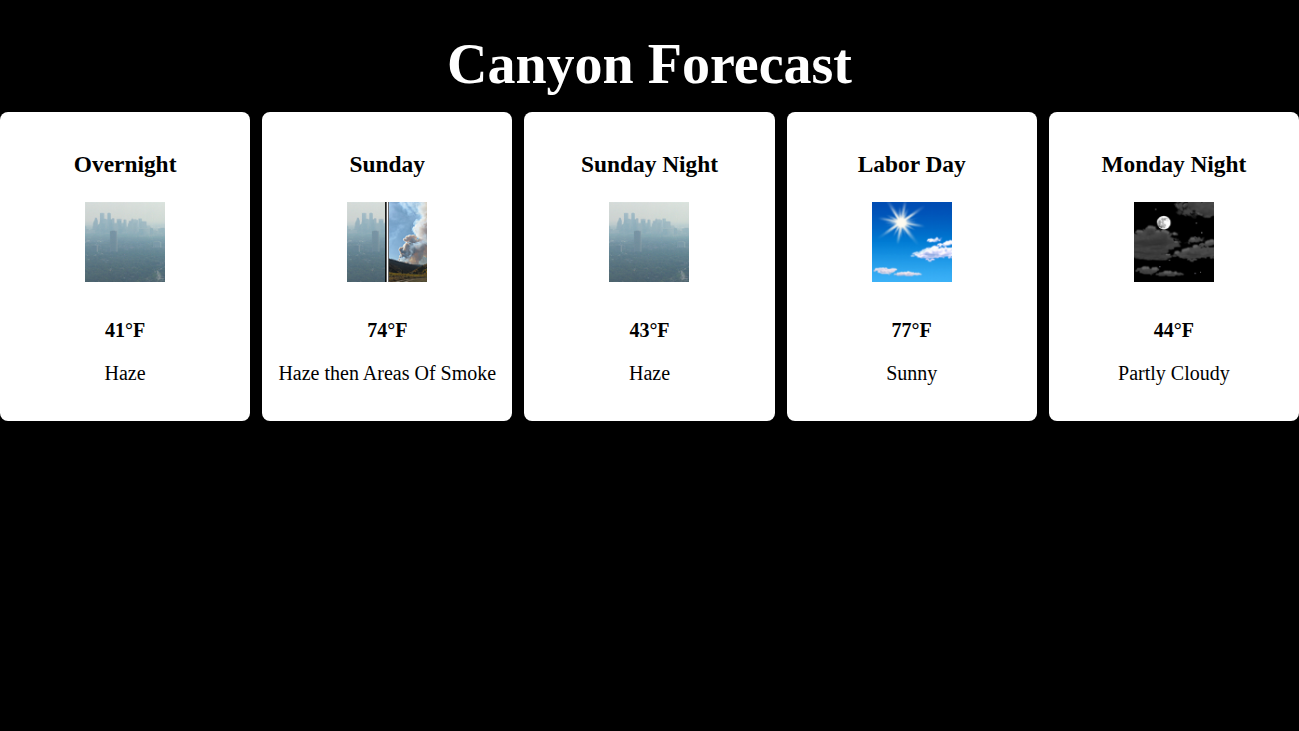 Canyon Forecast
Overnight
41°F
Haze
Sunday
74°F
Haze then Areas Of Smoke
Sunday Night
43°F
Haze
Labor Day
77°F
Sunny
Monday Night
44°F
Partly Cloudy